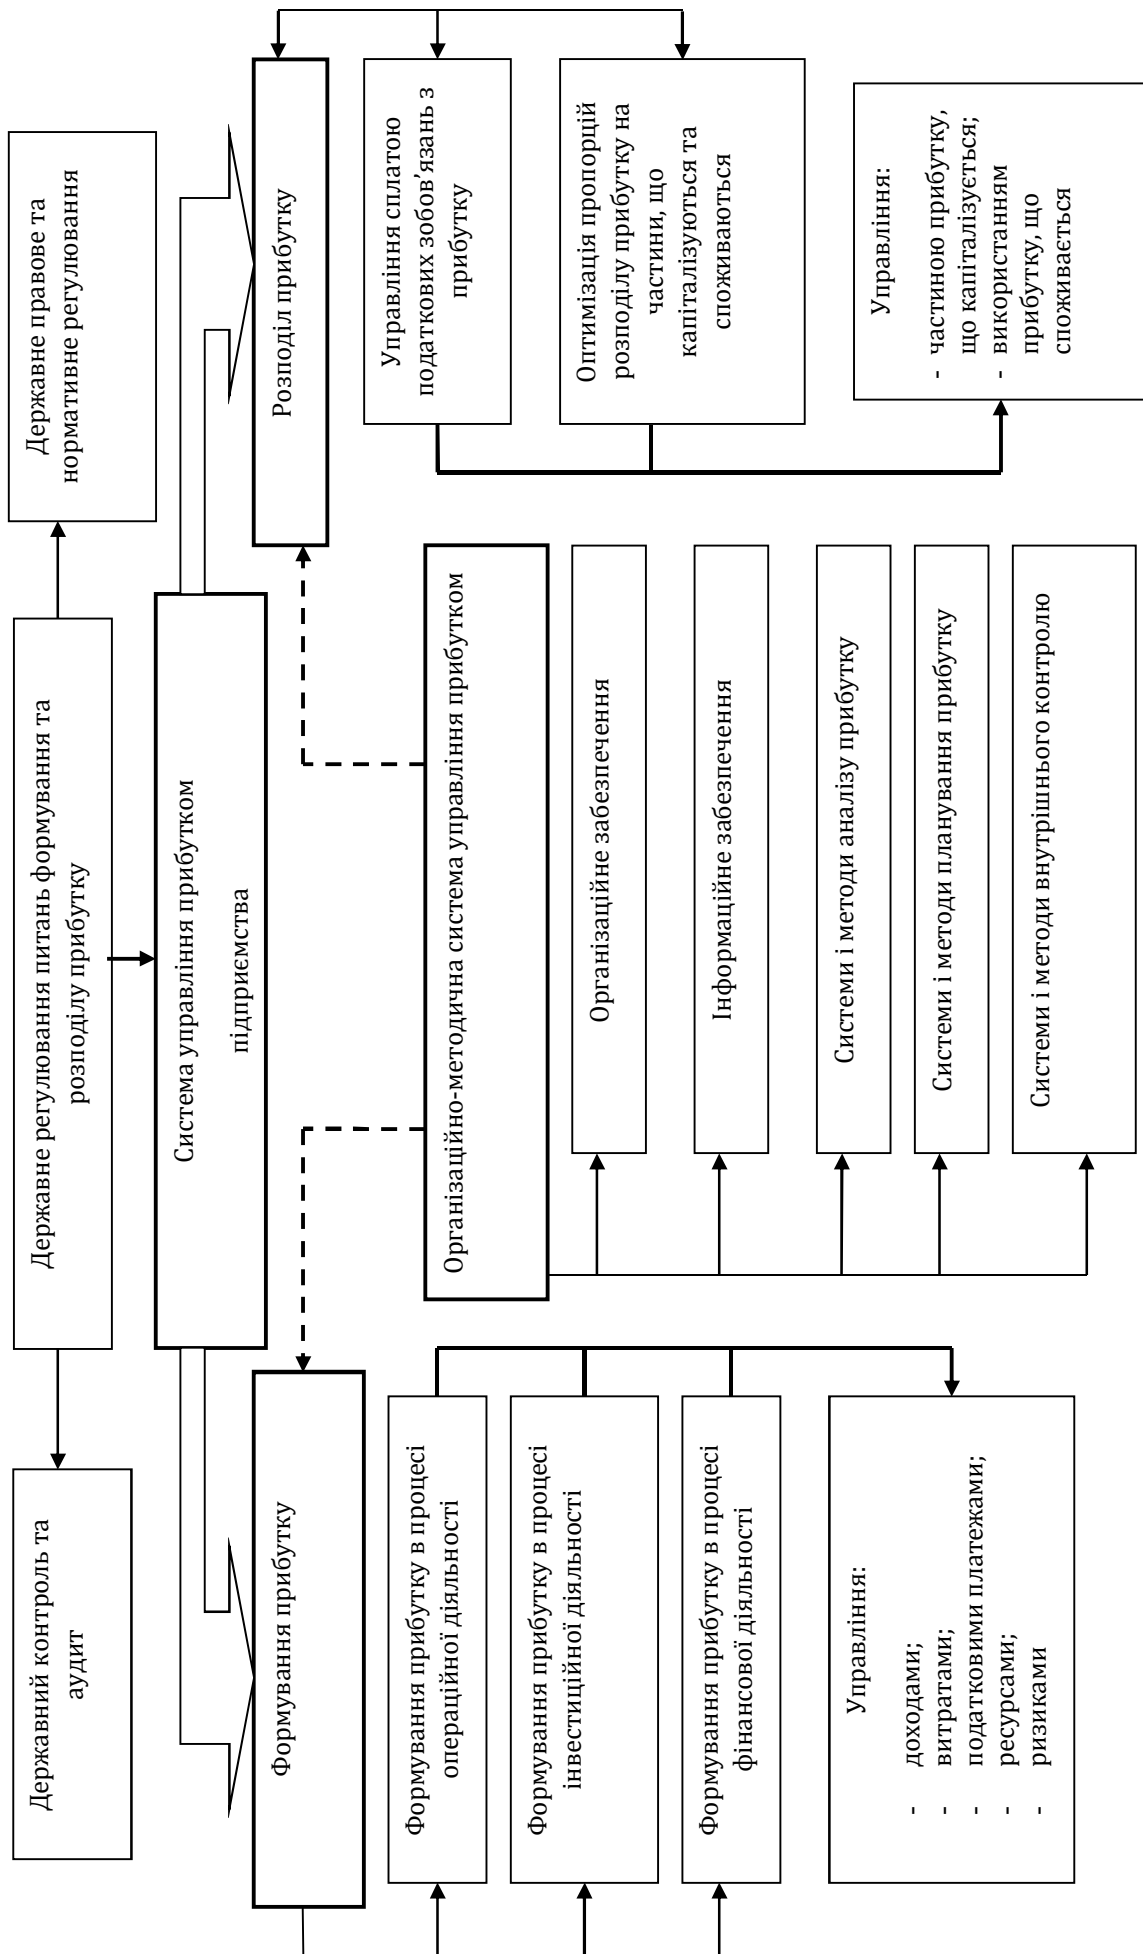 Державне регулювання питань формування та
розподілу прибутку
Державний контроль та
аудит
Державне правове та
нормативне регулювання
Система управління прибутком
підприємства
Формування прибутку
Розподіл прибутку
Формування прибутку в процесі
операційної діяльності
Формування прибутку в процесі
інвестиційної діяльності
Формування прибутку в процесі
фінансової діяльності
Управління:
- доходами;
- витратами;
- податковими платежами;
- ресурсами;
- ризиками
Організаційно-методична система управління прибутком
Організаційне забезпечення
Інформаційне забезпечення
Системи і методи аналізу прибутку
Системи і методи планування прибутку
Системи і методи внутрішнього контролю
Управління сплатою
податкових зобов’язань з
прибутку
Оптимізація пропорцій
розподілу прибутку на
частини, що
капіталізуються та
споживаються
Управління:
- частиною прибутку,
що капіталізується;
- використанням
прибутку, що
споживається